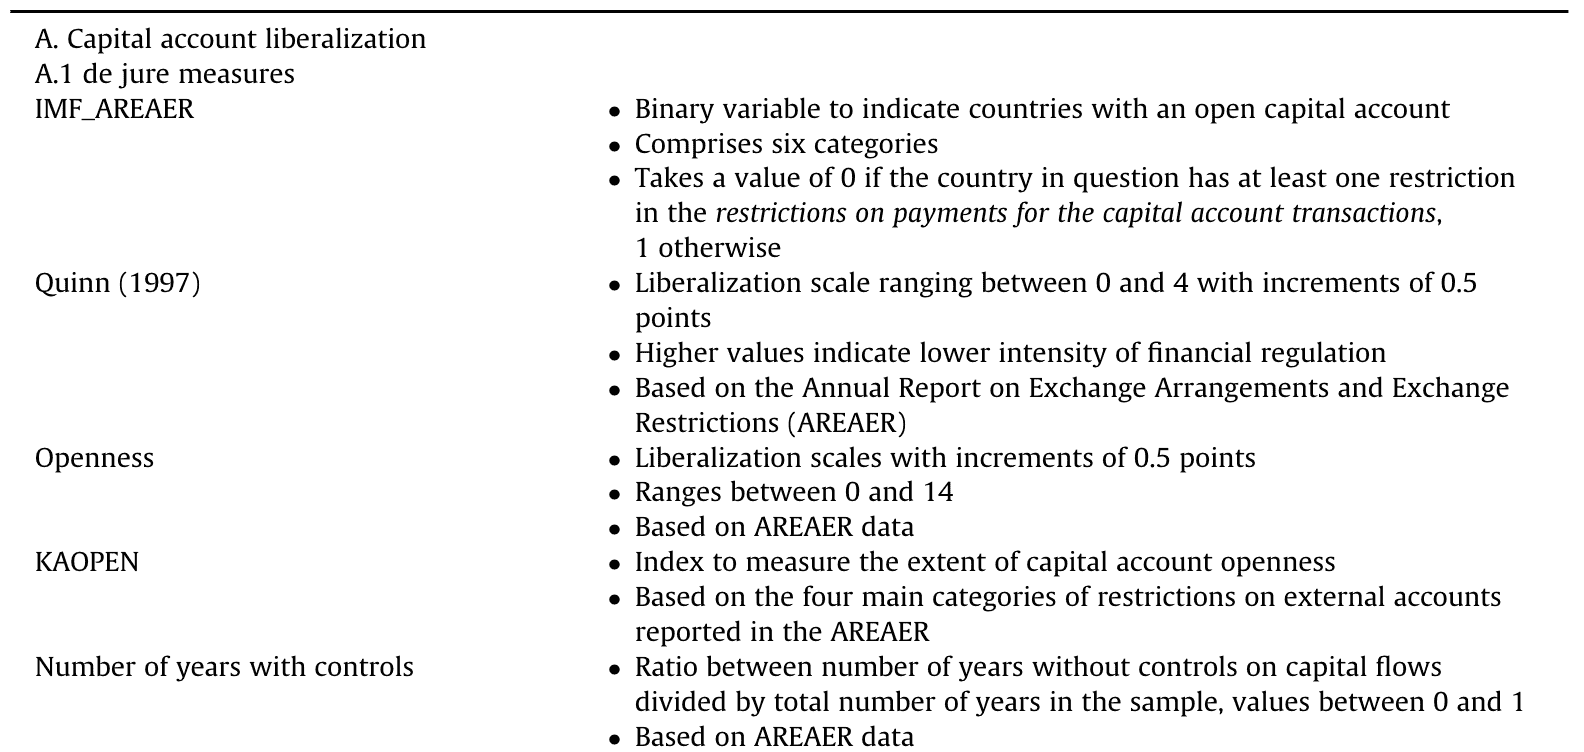 A. Capital account liberalization
A.1 de jure measures
IMF_AREAER
• Binary variable to indicate countries with an open capital account
• Comprises six categories
• Takes a value of 0 if the country in question has at least one restriction
in the restrictions on payments for the capital account transactions,
1 otherwise
Quinn (1997)
• Liberalization scale ranging between 0 and 4 with increments of 0.5
points
• Higher values indicate lower intensity of financial regulation
• Based on the Annual Report on Exchange Arrangements and Exchange
Restrictions (AREAER)
Openness
• Liberalization scales with increments of 0.5 points
• Ranges between 0 and 14
• Based on AREAER data
KAOPEN
• Index to measure the extent of capital account openness
• Based on the four main categories of restrictions on external accounts
reported in the AREAER
Number of years with controls
• Ratio between number of years without controls on capital flows
divided by total number of years in the sample, values between 0 and 1
• Based on AREAER data